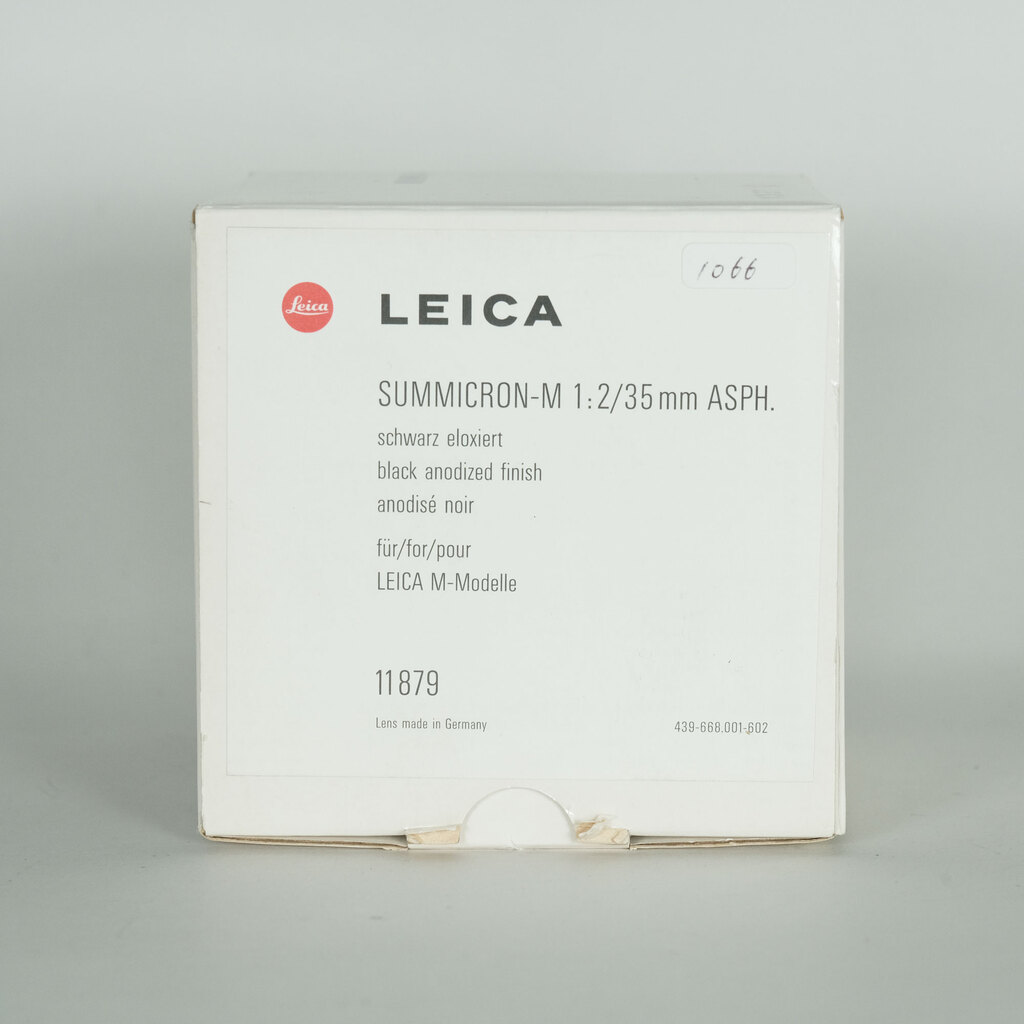 1066
Leica
LEICA
SUMMICRON-M 1:2/35mm ASPH.
schwarz eloxiert
black anodized finish
anodisé noir
für/for/pour
LEICA M-Modelle
11879
Lens made in Germany
439-668.001-602